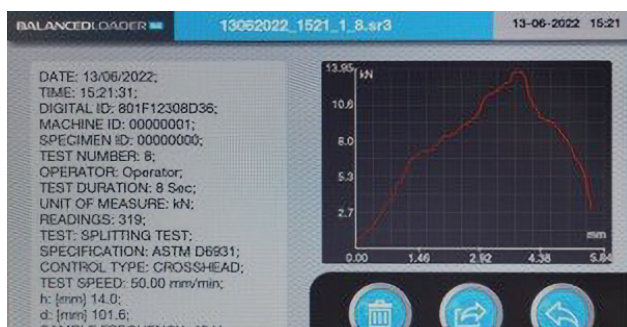 BALANCEDLOADER 13062022_1521_1_8.sr3 13-06-2022 15:21
DATE: 13/06/2022;
TIME: 15:21:31;
DIGITAL ID: 801F12308D36;
MACHINE ID: 00000001;
SPECIMEN ID: 00000000;
TEST NUMBER: 8;
OPERATOR: Operator;
TEST DURATION: 8 Sec;
UNIT OF MEASURE: kN;
READINGS: 319;
TEST: SPLITTING TEST;
SPECIFICATION: ASTM D6931;
CONTROL TYPE: CROSSHEAD;
TEST SPEED: 50.00 mm/min;
h: [mm] 14.0;
d: [mm] 101.6;
13.95 kN
10.6
8.0
5.3
2.7
mm
0.00 1.46 2.92 4.38 5.84